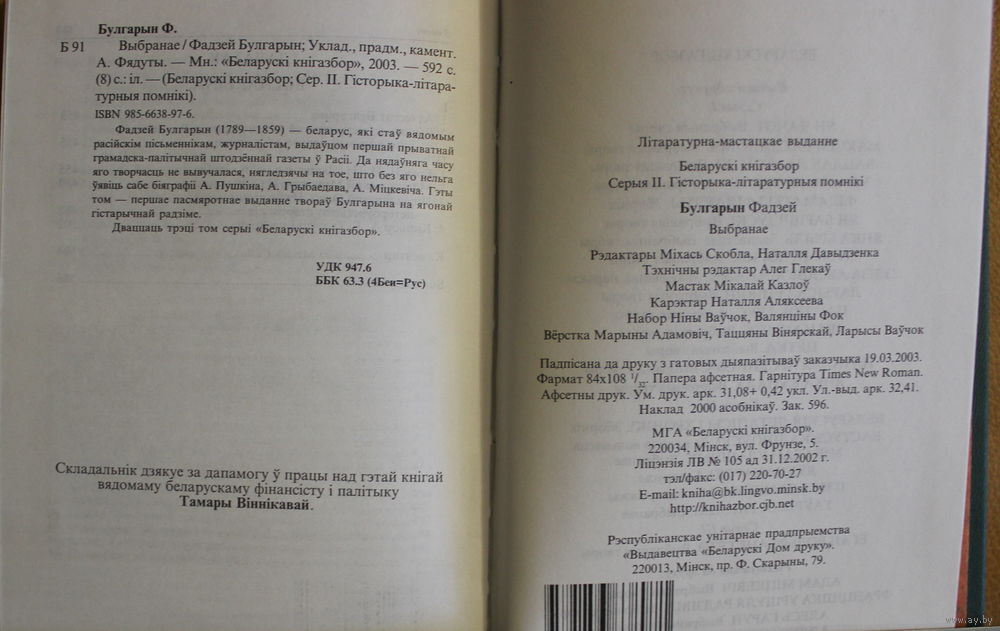 Булгарын Ф.
Б 91 Выбранае / Фадзей Булгарын; Уклад., прадм., камент.
А. Фядуты. — Мн.: «Беларускі кнігазбор», 2003. — 592 с.
(8) с.: іл. — (Беларускі кнігазбор; Сер. II. Гісторыка-літара-
турныя помнікі).
ISBN 985-6638-97-6.
Фадзей Булгарын (1789—1859) — беларус, які стаў вядомым
расійскім пісьменнікам, журналістам, выдаўцом першай прыватнай
грамадска-палітычнай штодзённай газеты ў Расіі. Да нядаўняга часу
яго творчасць не вывучалася, нягледзячы на тое, што без яго нельга
ўявіць сабе біяграфіі А. Пушкіна, А. Грыбаедава, А. Міцкевіча. Гэты
том — першае пасмяротнае выданне твораў Булгарына на ягонай
гістарычнай радзіме.
Дваццаць трэці том серыі «Беларускі кнігазбор».
УДК 947.6
ББК 63.3 (4Беи=Рус)
Складальнік дзякуе за дапамогу ў працы над гэтай кнігай
вядомаму беларускаму фінансісту і палітыку
Тамары Віннікавай.
Літаратурна-мастацкае выданне
Беларускі кнігазбор
Серыя II. Гісторыка-літаратурныя помнікі
Булгарын Фадзей
Выбранае
Рэдактары Міхась Скобла, Наталля Давыдзенка
Тэхнічны рэдактар Алег Глекаў
Мастак Мікалай Казлоў
Карэктар Наталля Аляксеева
Набор Ніны Ваўчок, Валянціны Фок
Вёрстка Марыны Адамовіч, Таццяны Вінярскай, Ларысы Ваўчок
Падпісана да друку з гатовых дыяпазітываў заказчыка 19.03.2003.
Фармат 84х108 1/32. Папера афсетная. Гарнітура Times New Roman.
Афсетны друк. Ум. друк. арк. 31,08+ 0,42 укл. Ул.-выд. арк. 32,41.
Наклад 2000 асобнікаў. Зак. 596.
МГА «Беларускі кнігазбор».
220034, Мінск, вул. Фрунзе, 5.
Ліцэнзія ЛВ № 105 ад 31.12.2002 г.
тэл/факс: (017) 220-70-27
E-mail: kniha@bk.lingvo.minsk.by
http://knihazbor.cjb.net
Рэспубліканскае унітарнае прадпрыемства
«Выдавецтва «Беларускі Дом друку».
220013, Мінск, пр. Ф. Скарыны, 79.
www.ay.by